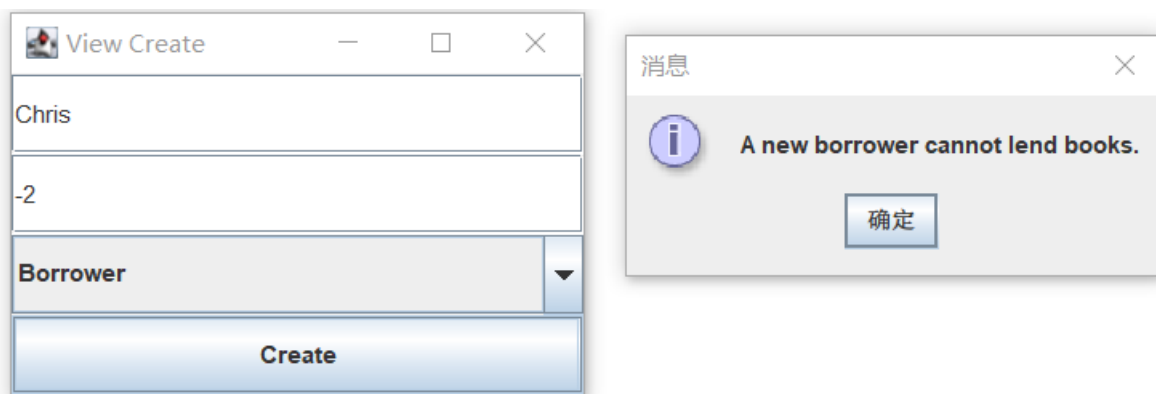 View Create
Chris
-2
Borrower
Create
消息
A new borrower cannot lend books.
确定